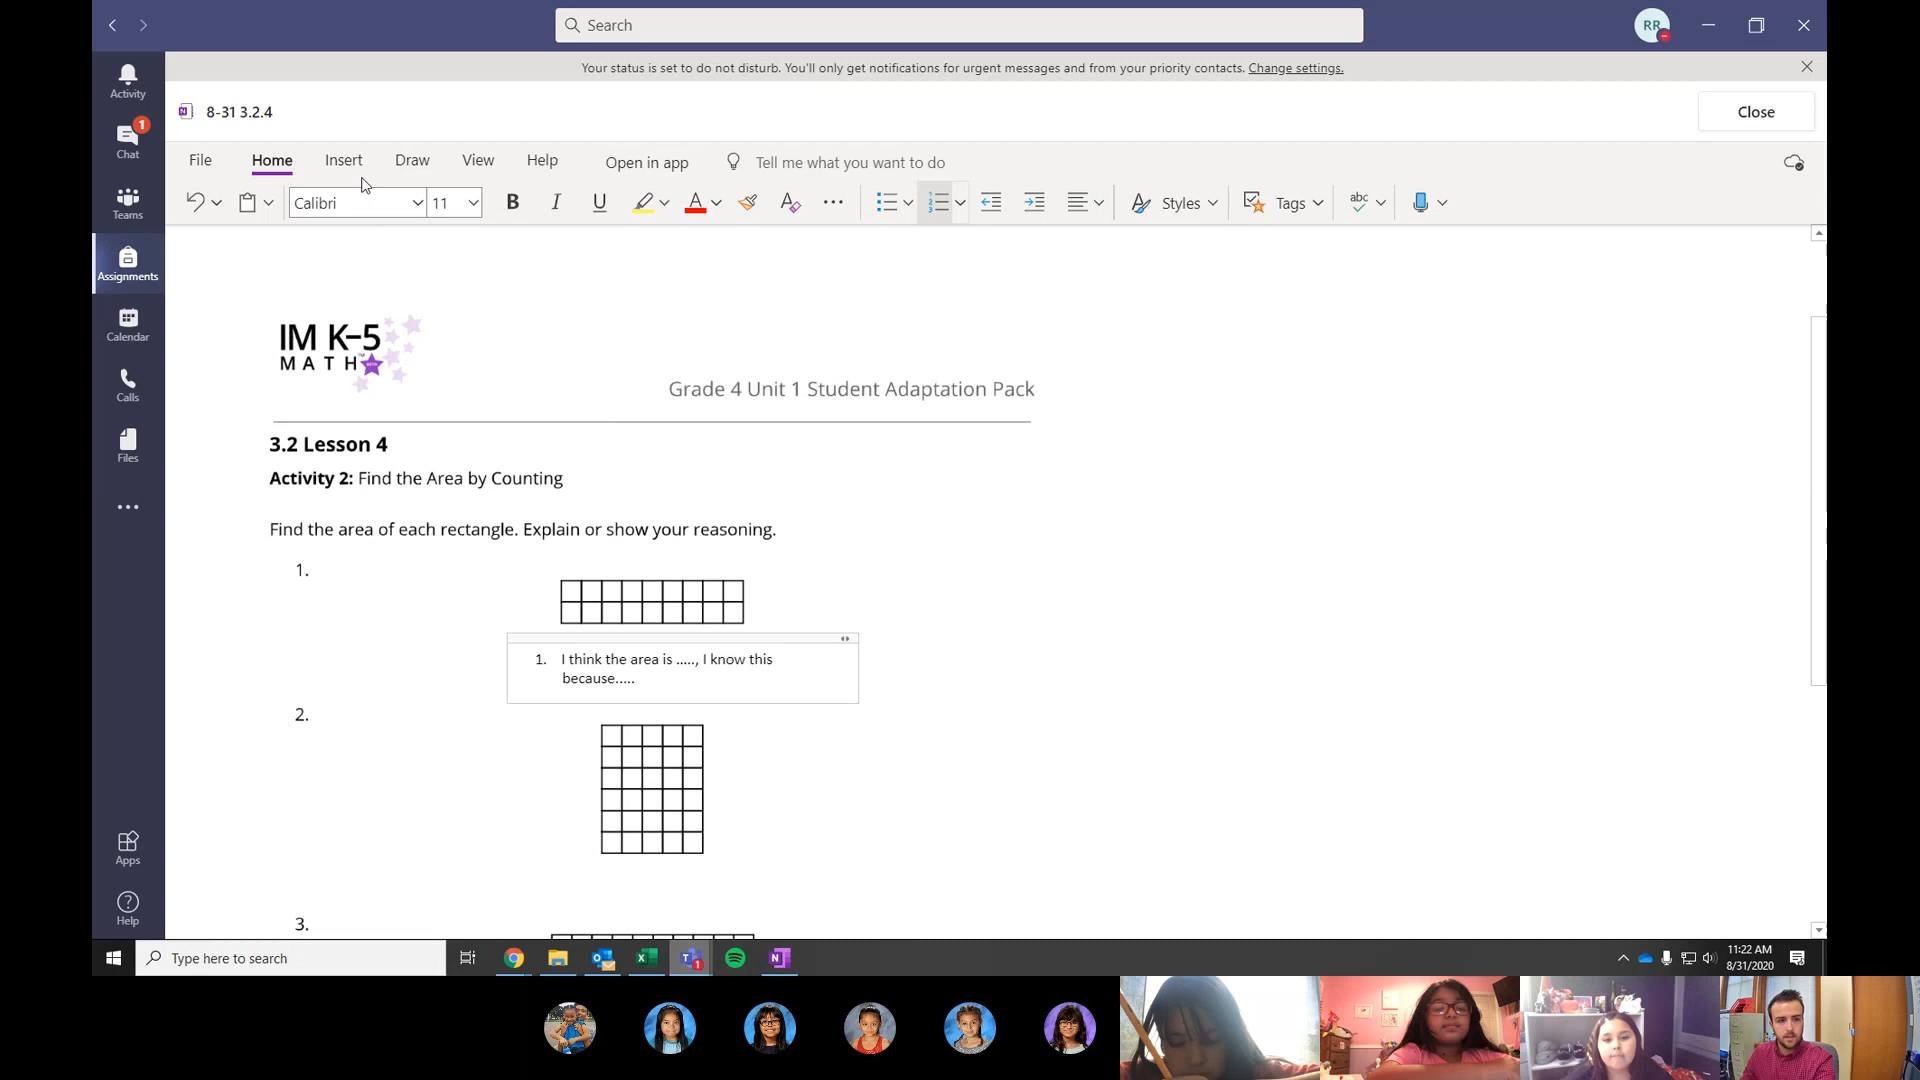 Search
RR
Your status is set to do not disturb. You'll only get notifications for urgent messages and from your priority contacts. Change settings.
Activity
8-31 3.2.4
Close
1
Chat
File
Home
Insert
Draw
View
Help
Open in app
Tell me what you want to do
Teams
Calibri
11
B
I
U
A
Styles
Tags
abc
Assignments
Calendar
Calls
Files
IM K–5
MATH™
Grade 4 Unit 1 Student Adaptation Pack
3.2 Lesson 4
Activity 2: Find the Area by Counting
Find the area of each rectangle. Explain or show your reasoning.
1.
1. I think the area is ....., I know this
because.....
2.
3.
Apps
Help
Type here to search
11:22 AM
8/31/2020